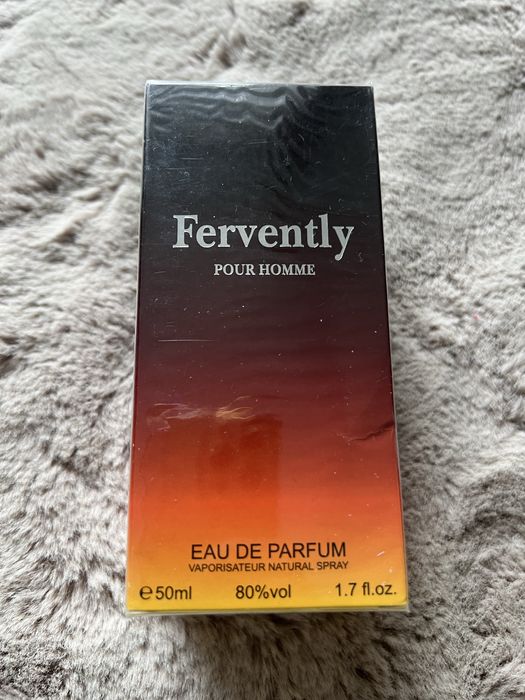 Fervently
POUR HOMME
EAU DE PARFUM
VAPORISATEUR NATURAL SPRAY
℮50ml 80%vol 1.7 fl.oz.